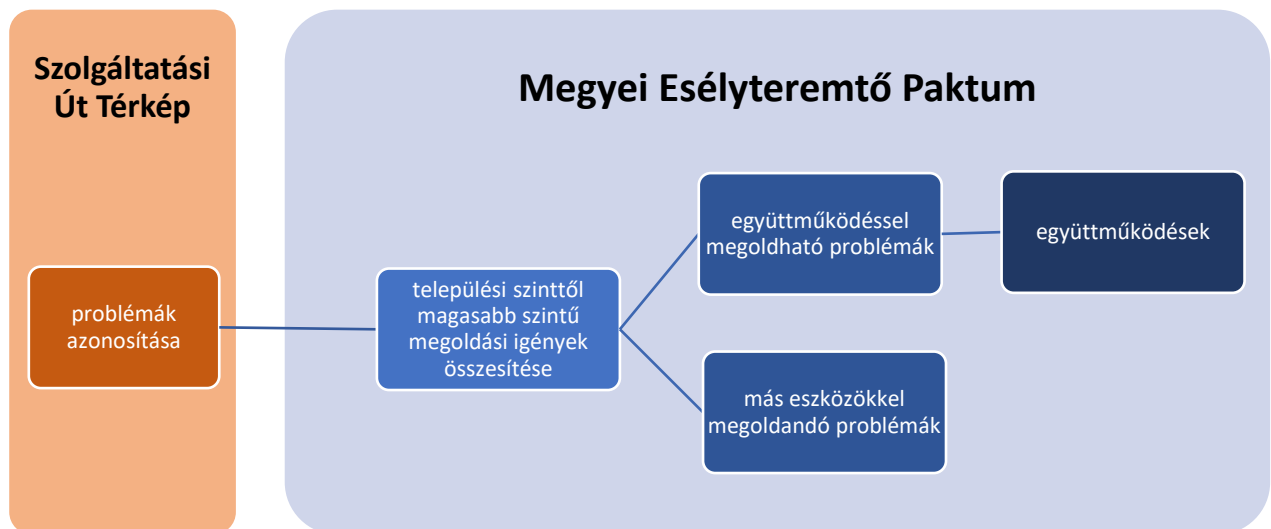 Szolgáltatási
Út Térkép
Megyei Esélyteremtő Paktum
problémák
azonosítása
települési szinttől
magasabb szintű
megoldási igények
összesítése
együttműködéssel
megoldható problémák
együttműködések
más eszközökkel
megoldandó problémák